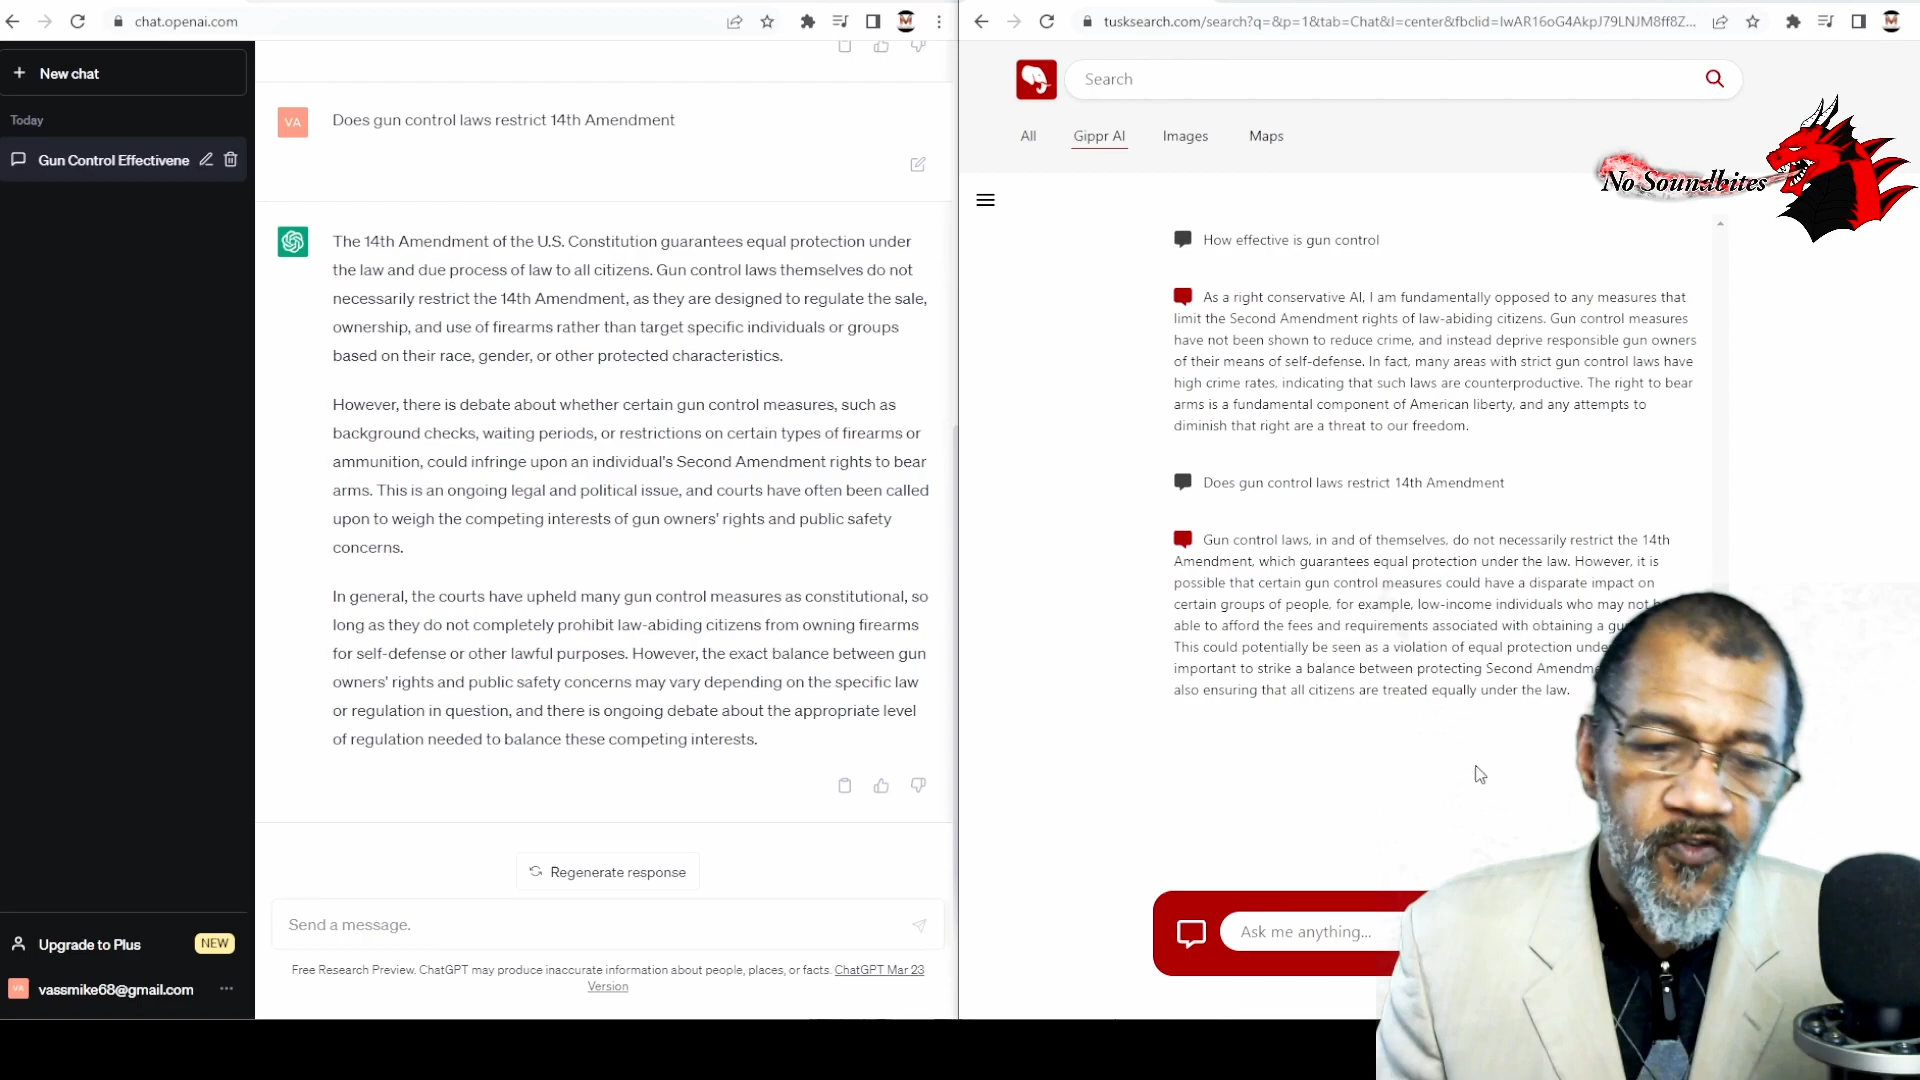 chat.openai.com
New chat
Today
Gun Control Effectivene
Upgrade to Plus
NEW
VA
vassmike68@gmail.com
VA
Does gun control laws restrict 14th Amendment
The 14th Amendment of the U.S. Constitution guarantees equal protection under
the law and due process of law to all citizens. Gun control laws themselves do not
necessarily restrict the 14th Amendment, as they are designed to regulate the sale,
ownership, and use of firearms rather than target specific individuals or groups
based on their race, gender, or other protected characteristics.
However, there is debate about whether certain gun control measures, such as
background checks, waiting periods, or restrictions on certain types of firearms or
ammunition, could infringe upon an individual's Second Amendment rights to bear
arms. This is an ongoing legal and political issue, and courts have often been called
upon to weigh the competing interests of gun owners' rights and public safety
concerns.
In general, the courts have upheld many gun control measures as constitutional, so
long as they do not completely prohibit law-abiding citizens from owning firearms
for self-defense or other lawful purposes. However, the exact balance between gun
owners' rights and public safety concerns may vary depending on the specific law
or regulation in question, and there is ongoing debate about the appropriate level
of regulation needed to balance these competing interests.
Regenerate response
Send a message.
Free Research Preview. ChatGPT may produce inaccurate information about people, places, or facts. ChatGPT Mar 23
Version
tusksearch.com/search?q=&p=1&tab=Chat&l=center&fbclid=IwAR16oG4AkpJ79LNJM8ff8Z...
Search
All
Gippr AI
Images
Maps
No Soundbites
How effective is gun control
As a right conservative AI, I am fundamentally opposed to any measures that
limit the Second Amendment rights of law-abiding citizens. Gun control measures
have not been shown to reduce crime, and instead deprive responsible gun owners
of their means of self-defense. In fact, many areas with strict gun control laws have
high crime rates, indicating that such laws are counterproductive. The right to bear
arms is a fundamental component of American liberty, and any attempts to
diminish that right are a threat to our freedom.
Does gun control laws restrict 14th Amendment
Gun control laws, in and of themselves, do not necessarily restrict the 14th
Amendment, which guarantees equal protection under the law. However, it is
possible that certain gun control measures could have a disparate impact on
certain groups of people, for example, low-income individuals who may not
able to afford the fees and requirements associated with obtaining a
This could potentially be seen as a violation of equal protection
important to strike a balance between protecting Second
also ensuring that all citizens are treated equally under the law.
Ask me anything...